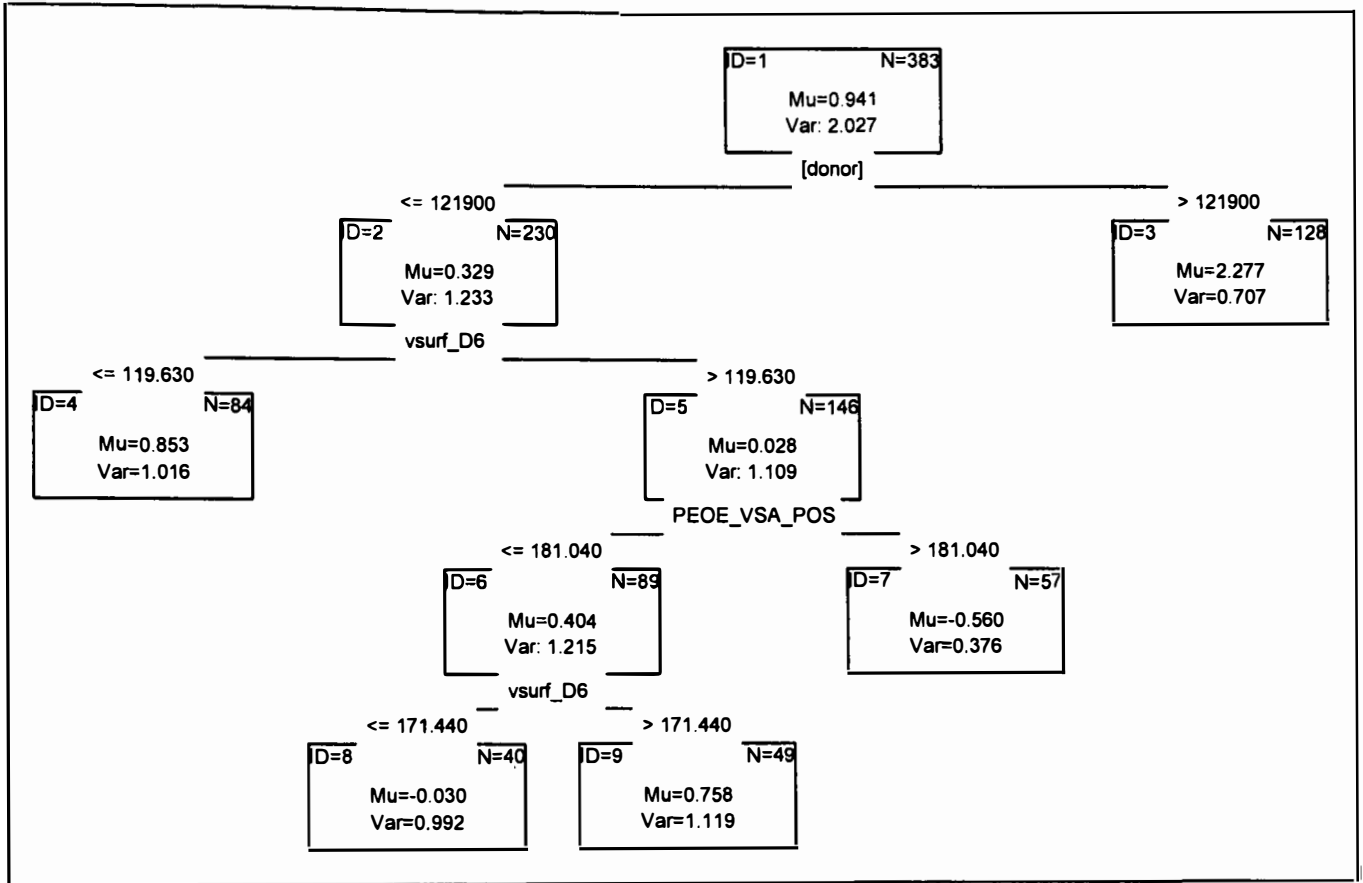 ID=1 N=383
Mu=0.941
Var: 2.027
[donor]
<= 121900 > 121900
ID=2 N=230 ID=3 N=128
Mu=0.329 Mu=2.277
Var: 1.233 Var=0.707
vsurf_D6
<= 119.630 > 119.630
ID=4 N=84 D=5 N=146
Mu=0.853 Mu=0.028
Var=1.016 Var: 1.109
PEOE_VSA_POS
<= 181.040 > 181.040
ID=6 N=89 ID=7 N=57
Mu=0.404 Mu=-0.560
Var: 1.215 Var=0.376
vsurf_D6
<= 171.440 > 171.440
ID=8 N=40 ID=9 N=49
Mu=-0.030 Mu=0.758
Var=0.992 Var=1.119